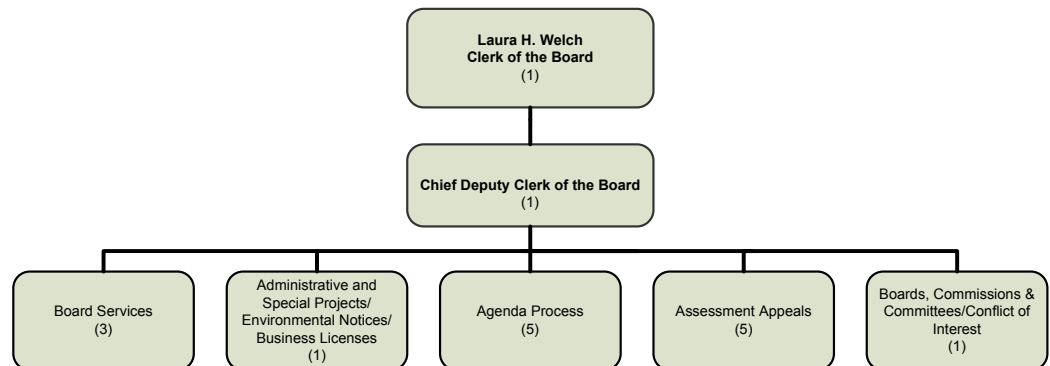 Laura H. Welch
Clerk of the Board
(1)
Chief Deputy Clerk of the Board
(1)
Board Services
(3)
Administrative and
Special Projects/
Environmental Notices/
Business Licenses
(1)
Agenda Process
(5)
Assessment Appeals
(5)
Boards, Commissions &
Committees/Conflict of
Interest
(1)